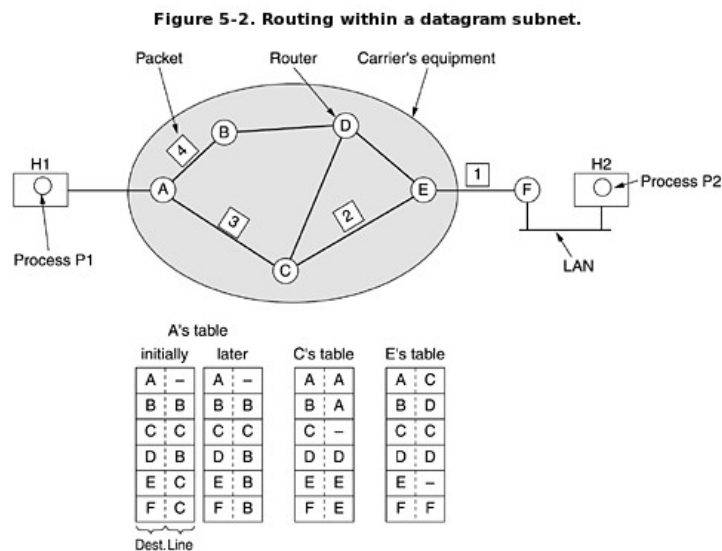 Figure 5-2. Routing within a datagram subnet.
Packet Router Carrier's equipment
B D
4
H1 1 H2
A E F Process P2
3 2
Process P1 C LAN
A's table
initially later C's table E's table
A – A – A A A C
B B B B B A B D
C C C C C – C C
D B D B D D D D
E C E B E E E –
F C F B F E F F
Dest. Line